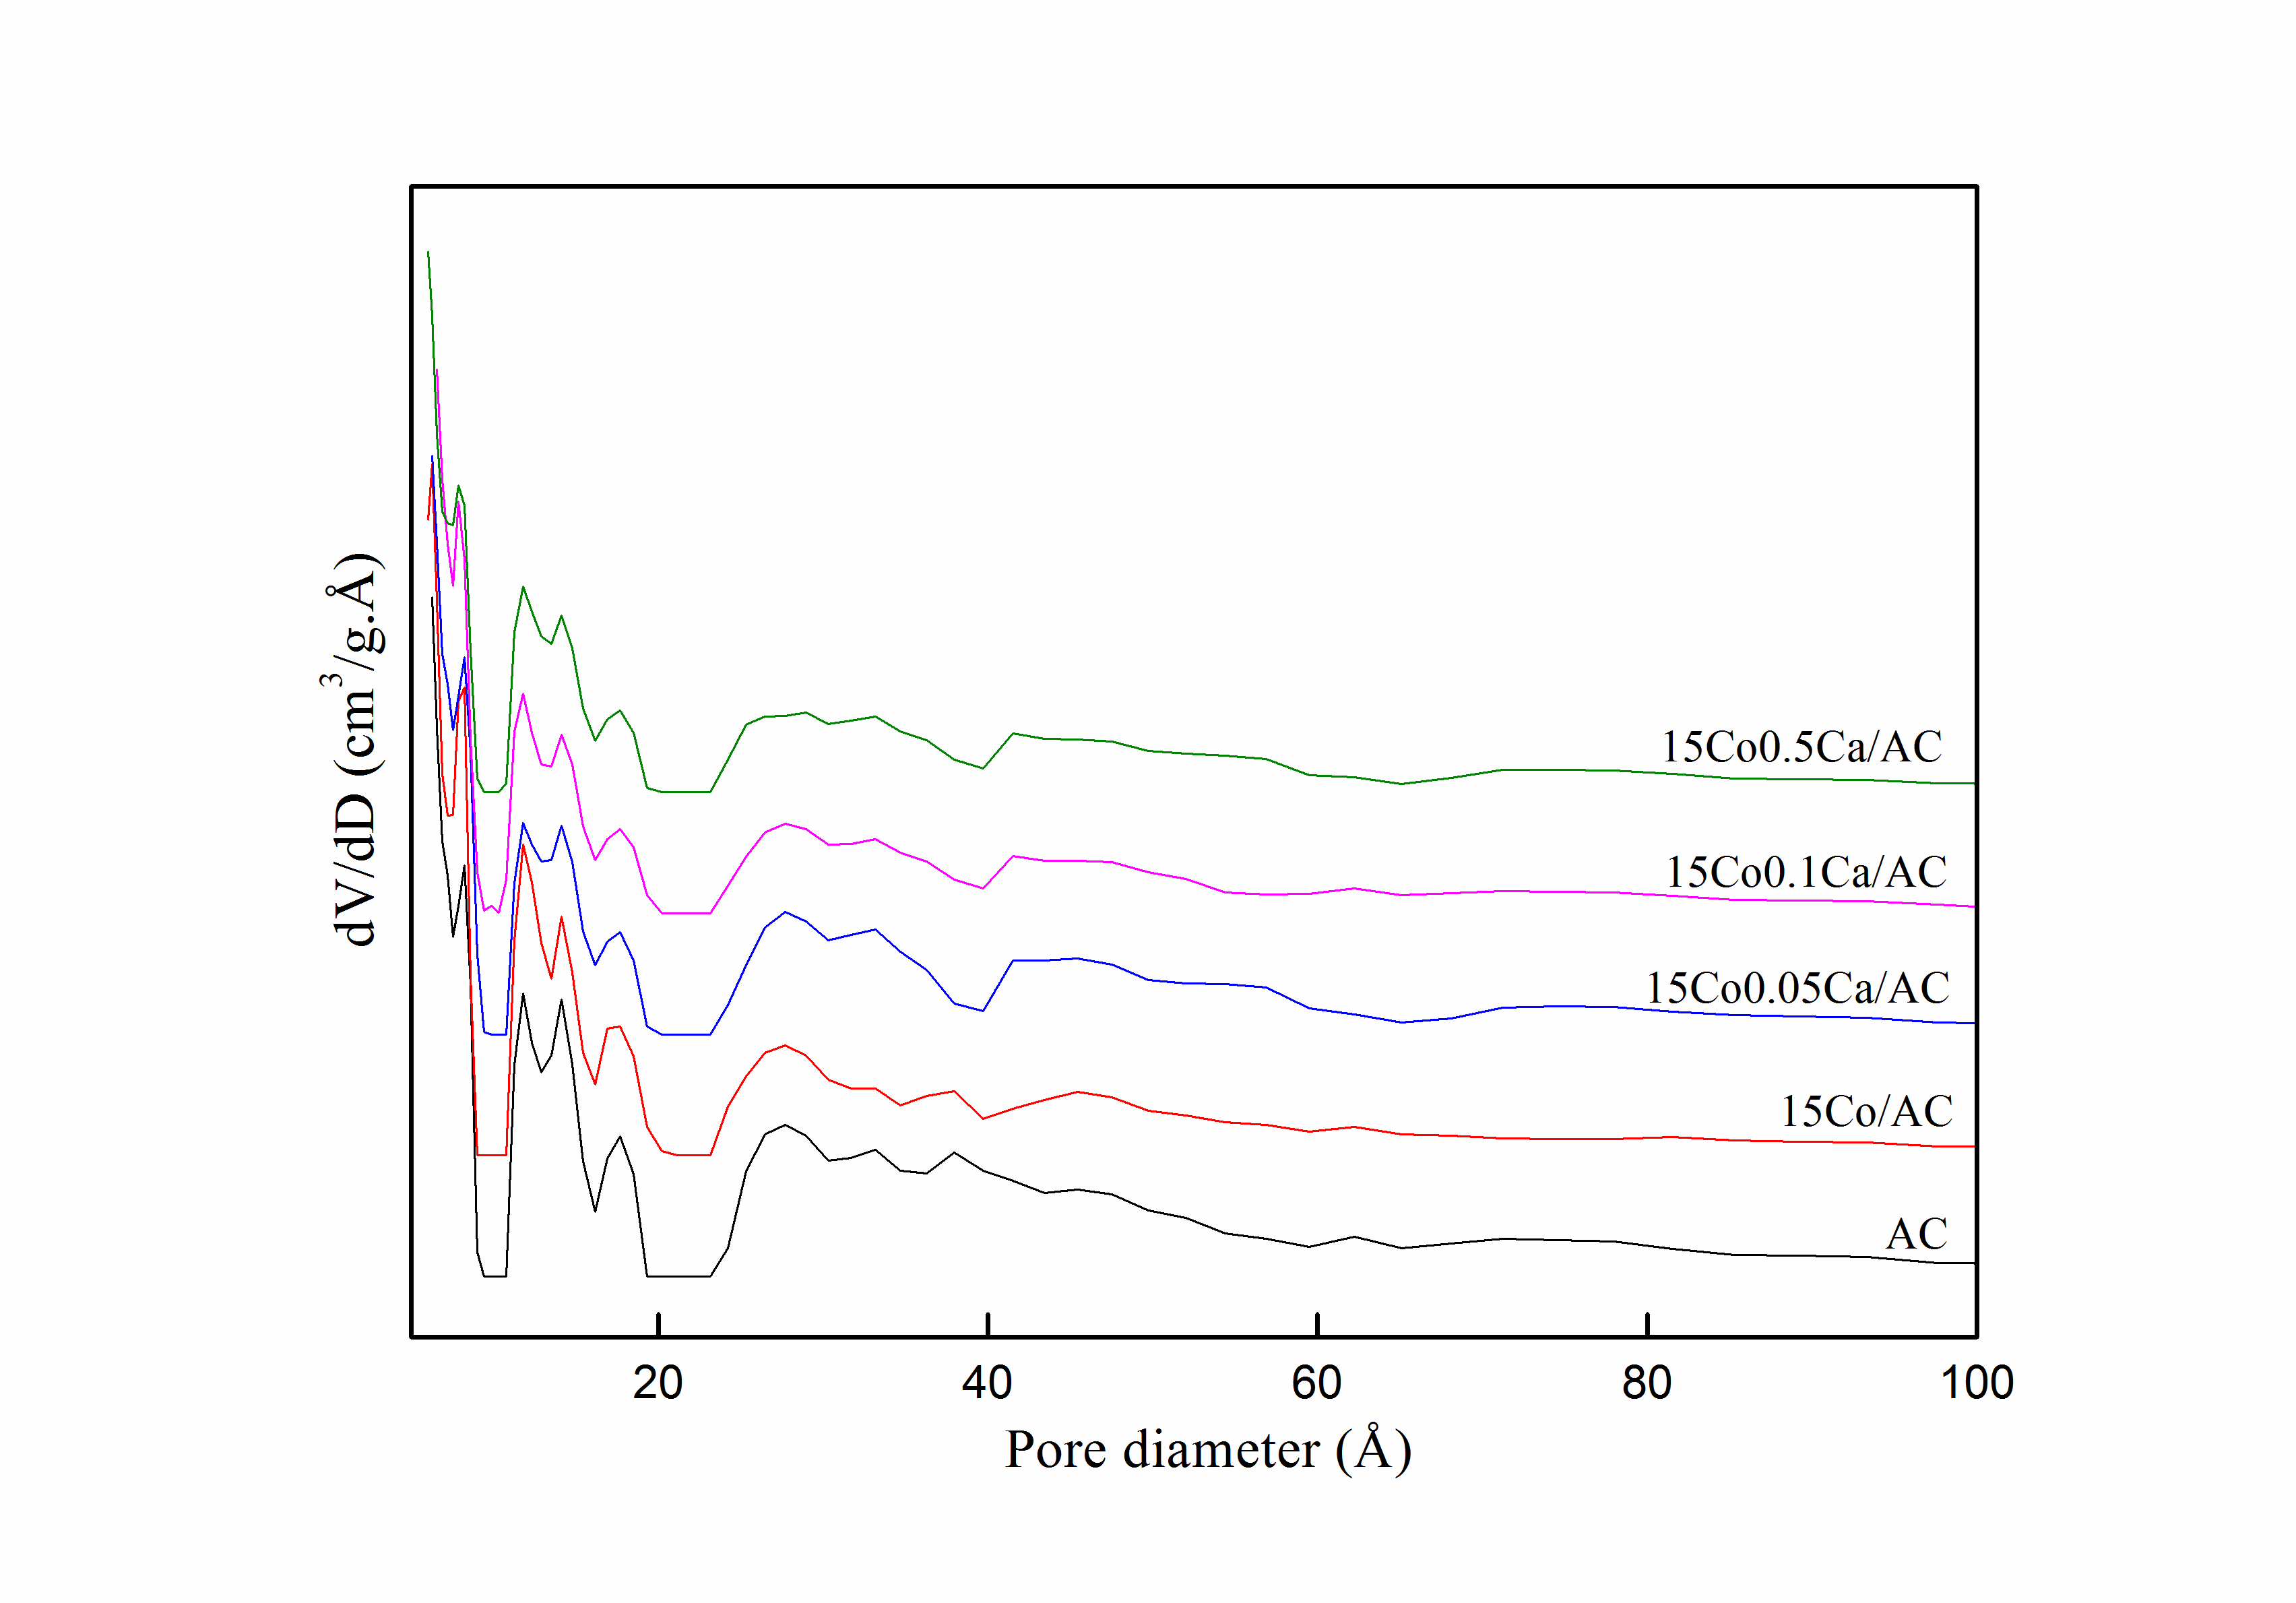 dV/dD (cm³/g.Å)
15Co0.5Ca/AC
15Co0.1Ca/AC
15Co0.05Ca/AC
15Co/AC
AC
20 40 60 80 100
Pore diameter (Å)